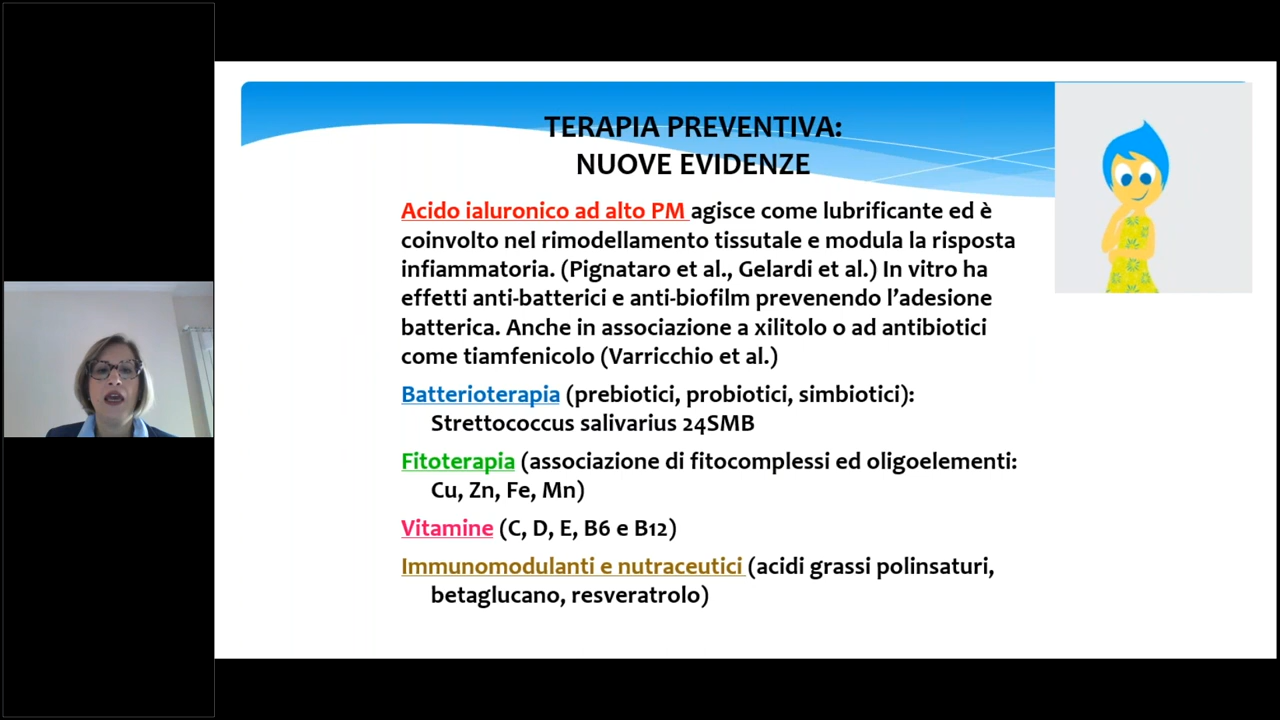 TERAPIA PREVENTIVA:
NUOVE EVIDENZE
Acido ialuronico ad alto PM agisce come lubrificante ed è
coinvolto nel rimodellamento tissutale e modula la risposta
infiammatoria. (Pignataro et al., Gelardi et al.) In vitro ha
effetti anti-batterici e anti-biofilm prevenendo l’adesione
batterica. Anche in associazione a xilitolo o ad antibiotici
come tiamfenicolo (Varricchio et al.)
Batterioterapia (prebiotici, probiotici, simbiotici):
Strettococcus salivarius 24SMB
Fitoterapia (associazione di fitocomplessi ed oligoelementi:
Cu, Zn, Fe, Mn)
Vitamine (C, D, E, B6 e B12)
Immunomodulanti e nutraceutici (acidi grassi polinsaturi,
betaglucano, resveratrolo)